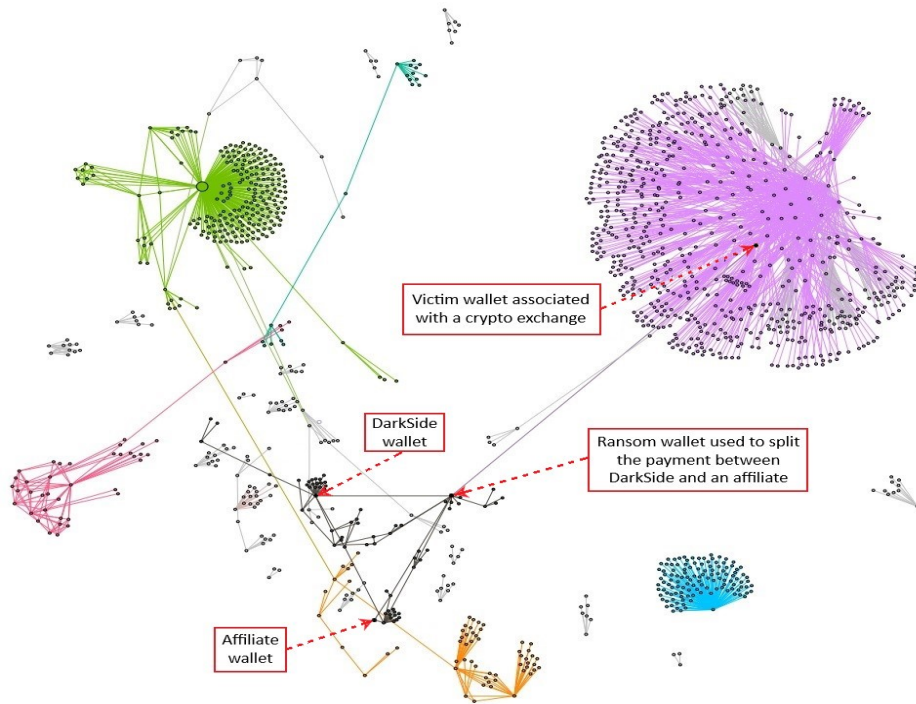 Victim wallet associated
with a crypto exchange
DarkSide
wallet
Ransom wallet used to split
the payment between
DarkSide and an affiliate
Affiliate
wallet